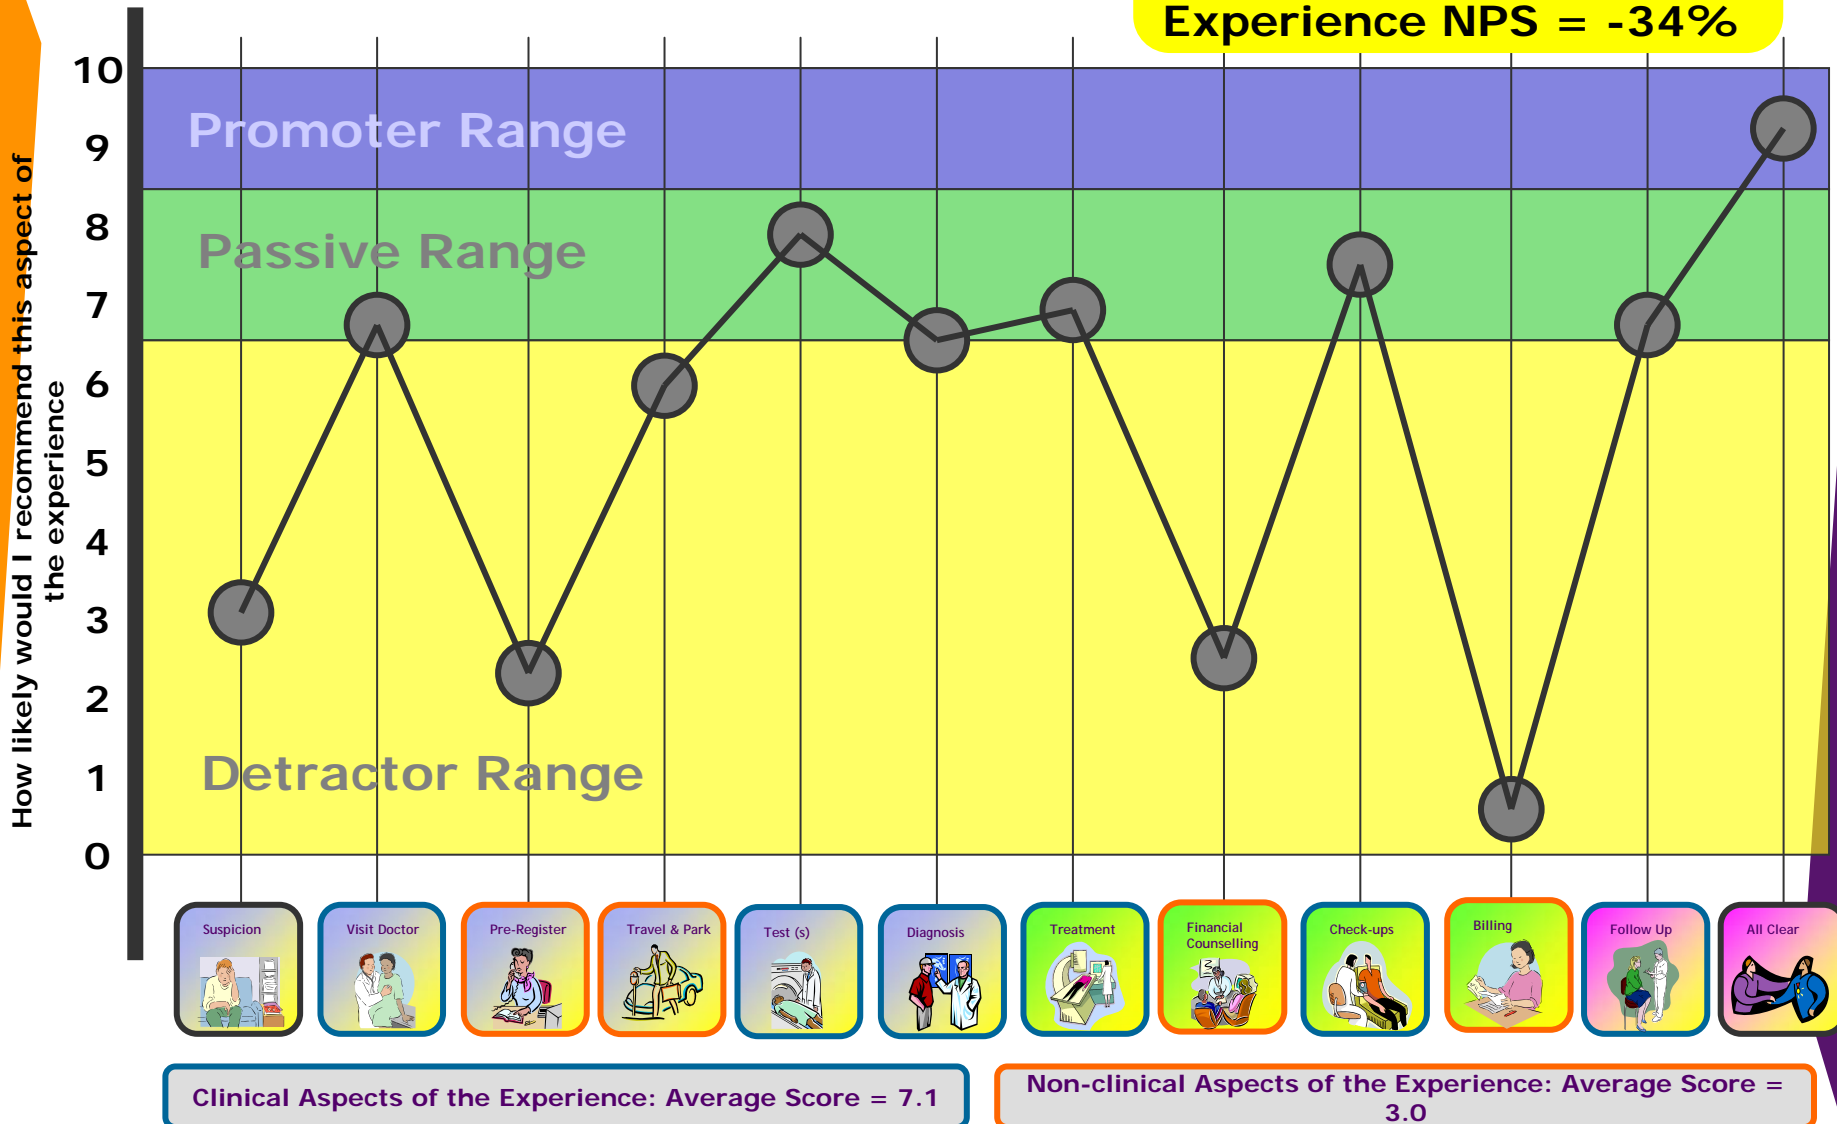 Experience NPS = -34%
10
9
8
7
6
5
4
3
2
1
0
How likely would I recommend this aspect of
the experience
Promoter Range
Passive Range
Detractor Range
Suspicion
Visit Doctor
Pre-Register
Travel & Park
Test (s)
Diagnosis
Treatment
Financial
Counselling
Check-ups
Billing
Follow Up
All Clear
Clinical Aspects of the Experience: Average Score = 7.1
Non-clinical Aspects of the Experience: Average Score =
3.0